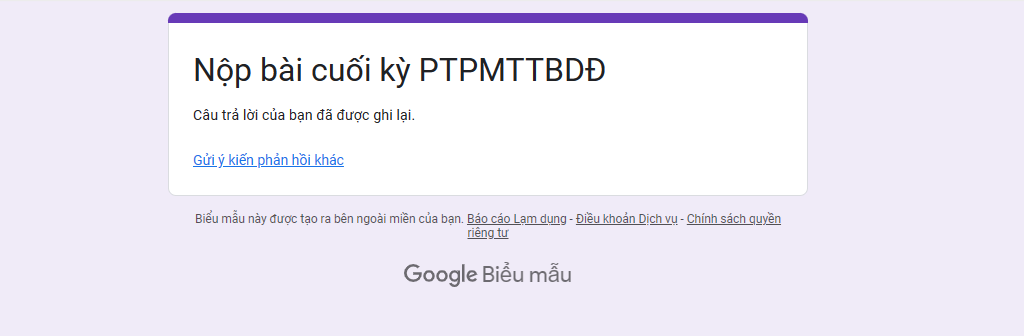 Nộp bài cuối kỳ PTPMTTBDĐ
Câu trả lời của bạn đã được ghi lại.
Gửi ý kiến phản hồi khác
Biểu mẫu này được tạo ra bên ngoài miền của bạn. Báo cáo Lạm dụng - Điều khoản Dịch vụ - Chính sách quyền
riêng tư
Google Biểu mẫu